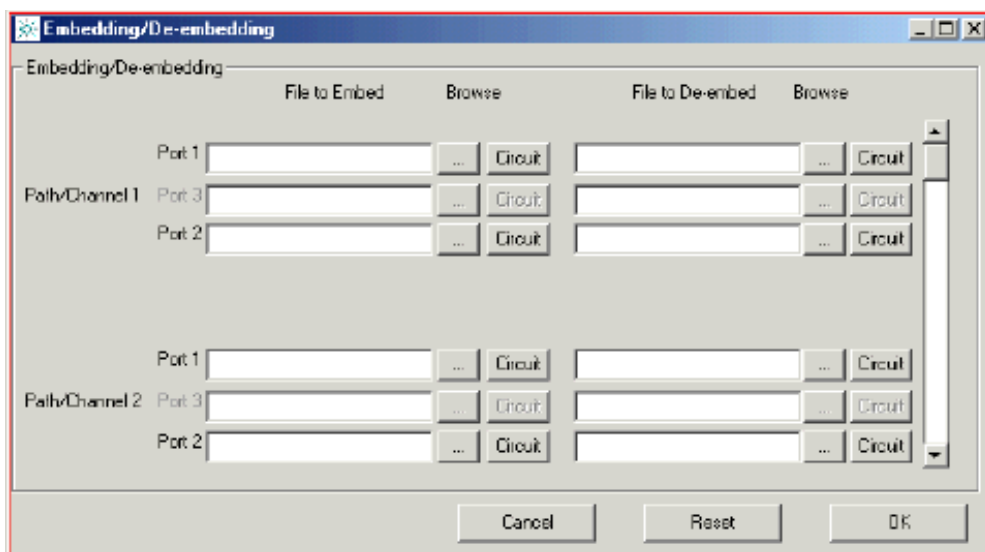 Embedding/De-embedding
Embedding/De-embedding
File to Embed Browse File to De-embed Browse
Port 1 ... Circuit ... Circuit
Path/Channel 1 Port 3 ... Circuit ... Circuit
Port 2 ... Circuit ... Circuit
Port 1 ... Circuit ... Circuit
Path/Channel 2 Port 3 ... Circuit ... Circuit
Port 2 ... Circuit ... Circuit
Cancel Reset OK